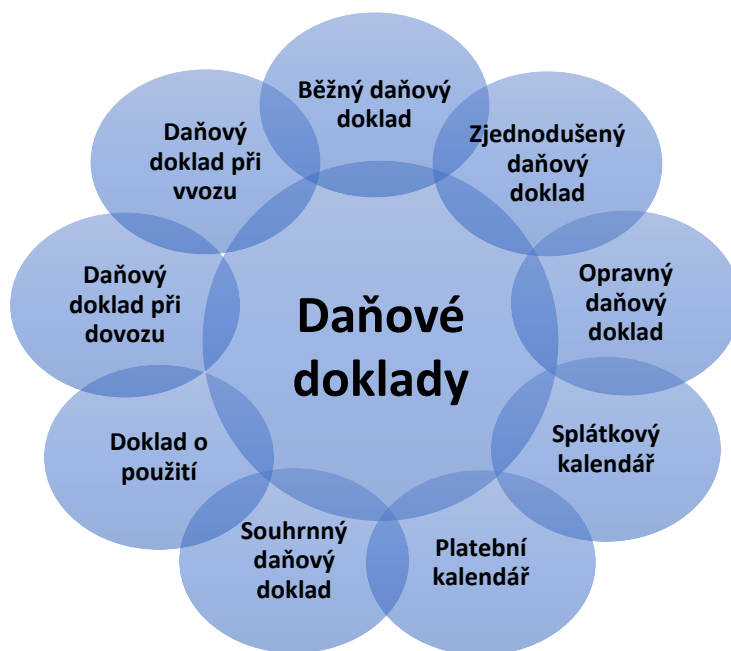 Běžný daňový
doklad
Zjednodušený
daňový
doklad
Opravný
daňový
doklad
Splátkový
kalendář
Platební
kalendář
Souhrnný
daňový
doklad
Doklad o
použití
Daňový
doklad při
dovozu
Daňový
doklad při
vvozu
Daňové
doklady